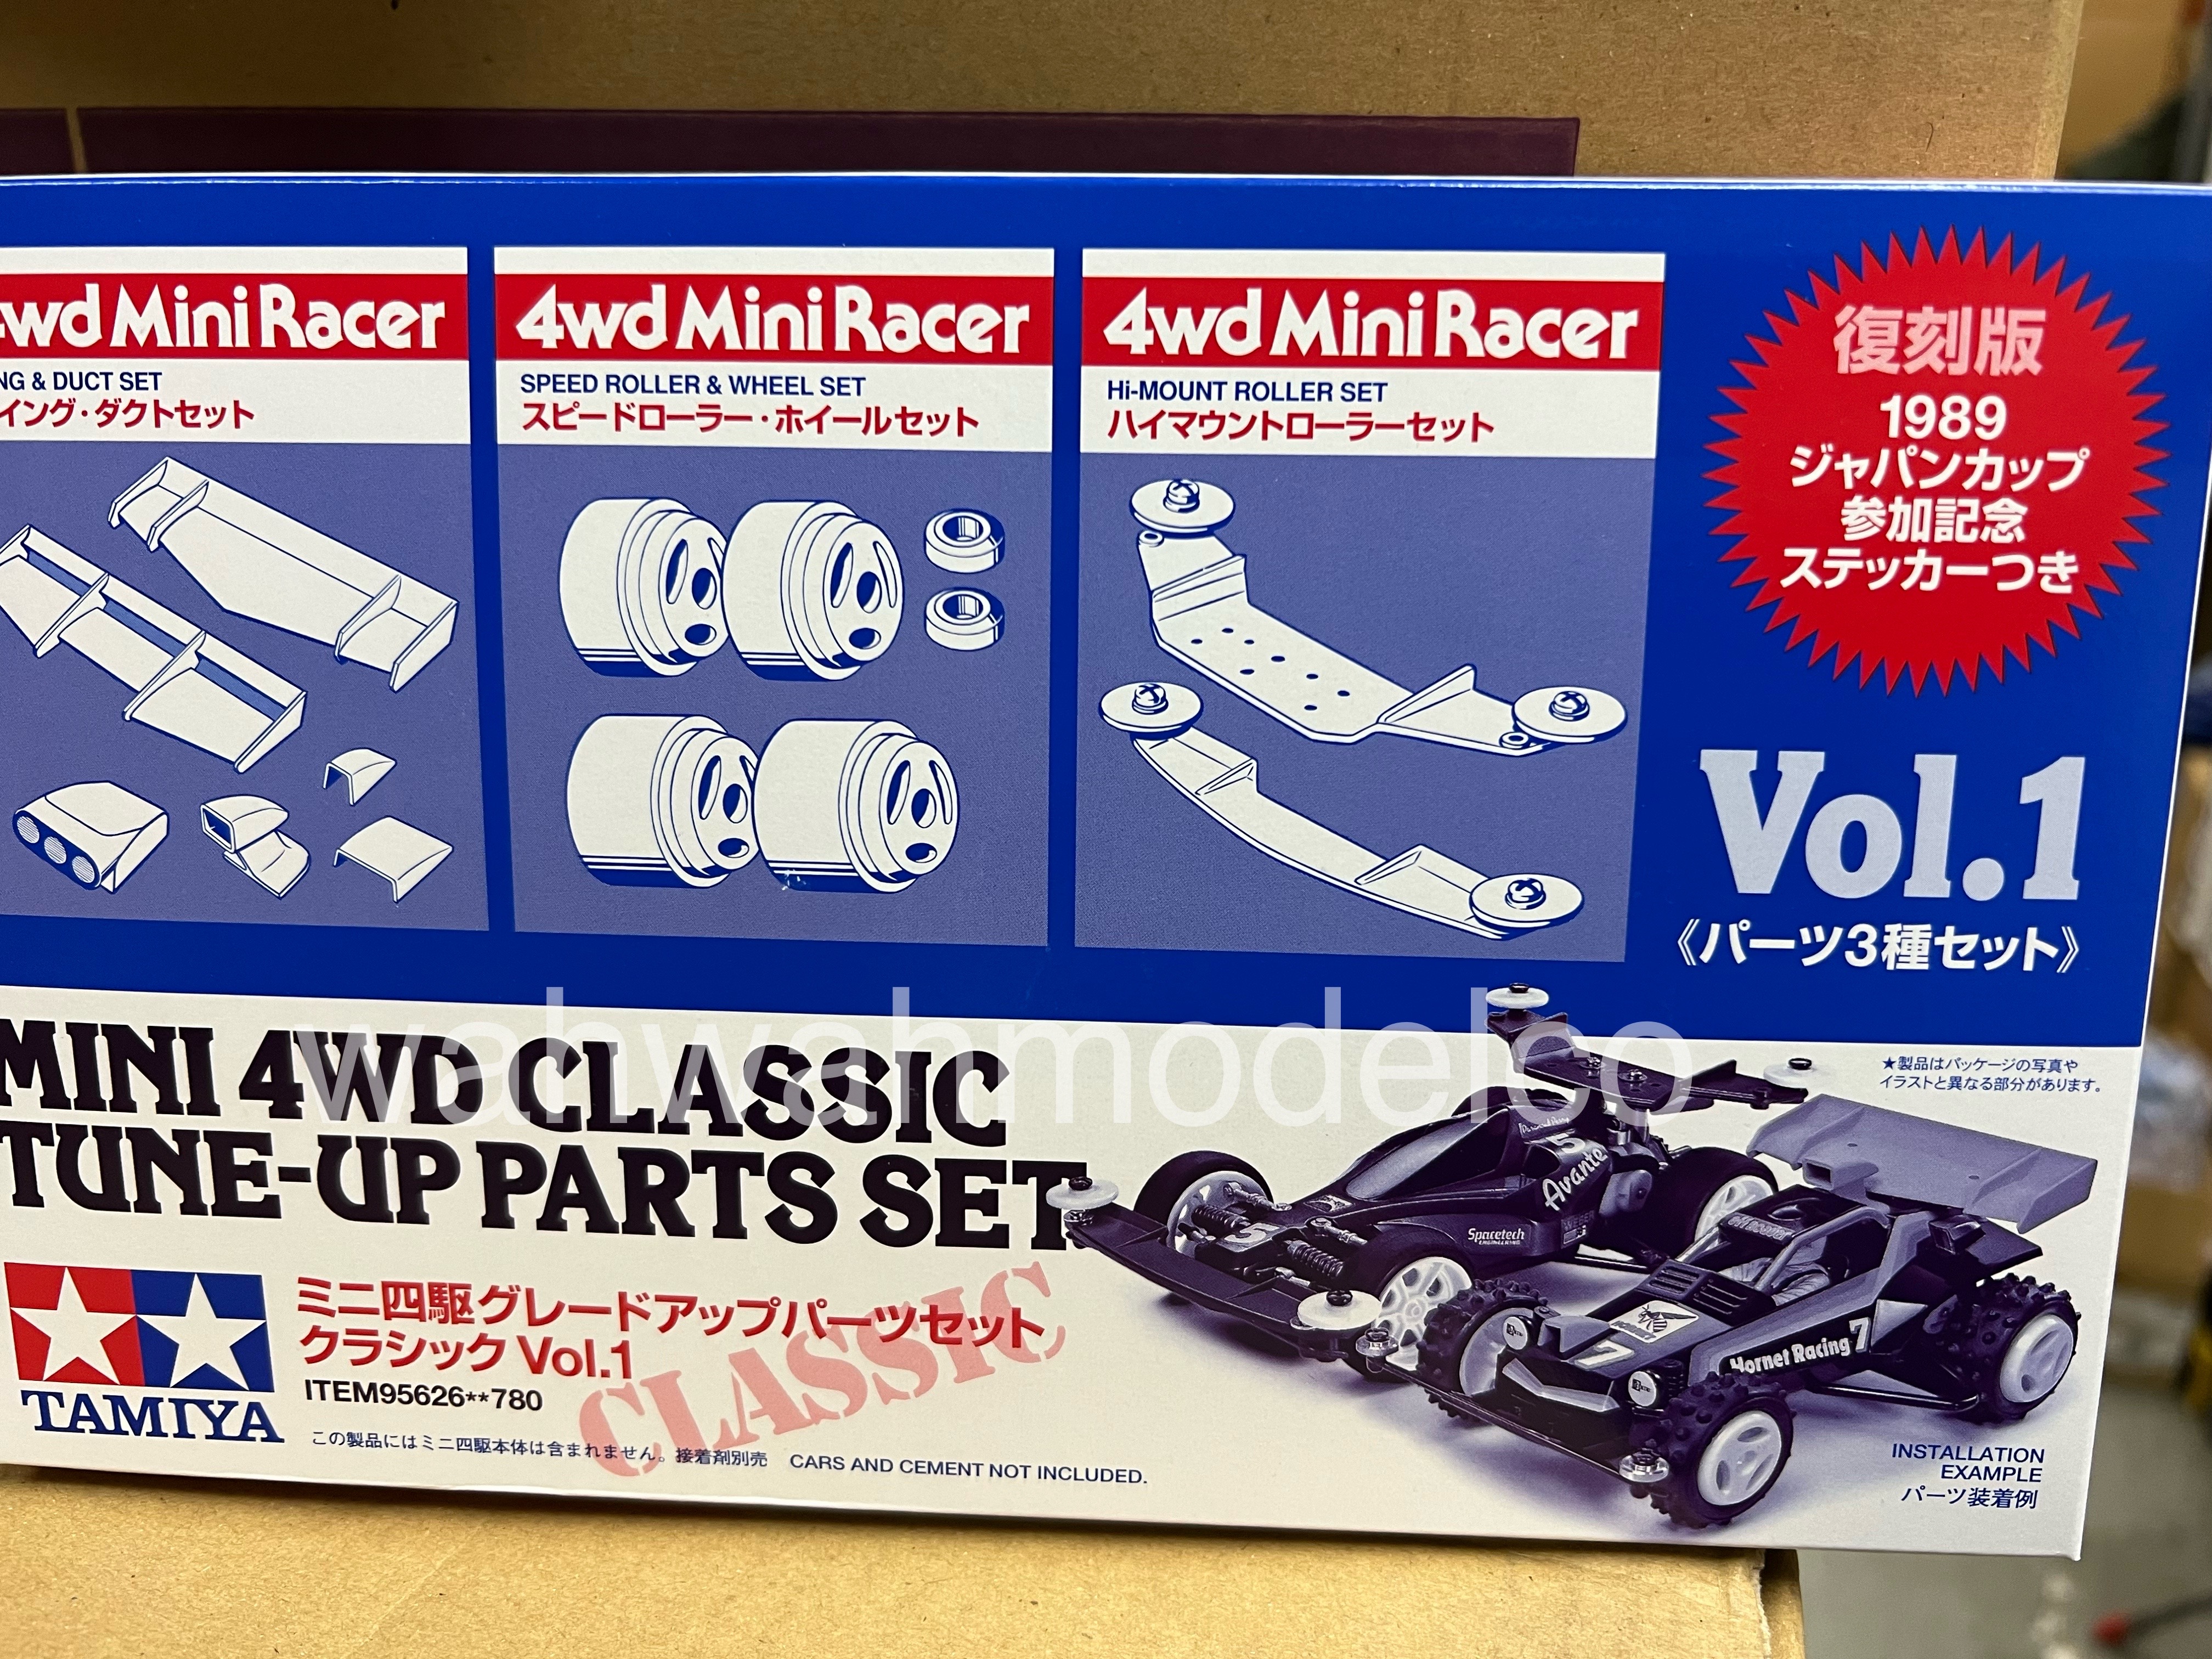 4wd Mini Racer
NG & DUCT SET
イング・ダクトセット
4wd Mini Racer
SPEED ROLLER & WHEEL SET
スピードローラー・ホイールセット
4wd Mini Racer
Hi-MOUNT ROLLER SET
ハイマウントローラーセット
復刻版
1989
ジャパンカップ
参加記念
ステッカーつき
Vol.1
《パーツ3種セット》
wahwahmodelco
★製品はパッケージの写真や
イラストと異なる部分があります。
MINI 4WD CLASSIC
TUNE-UP PARTS SET
TAMIYA
ミニ四駆グレードアップパーツセット
クラシック Vol.1
CLASSIC
ITEM95626**780
この製品にはミニ四駆本体は含まれません。接着剤別売 CARS AND CEMENT NOT INCLUDED.
5
Avante
Spacetech
ENGINEERING
5
HORNET
7
Hornet Racing 7
INSTALLATION
EXAMPLE
パーツ装着例